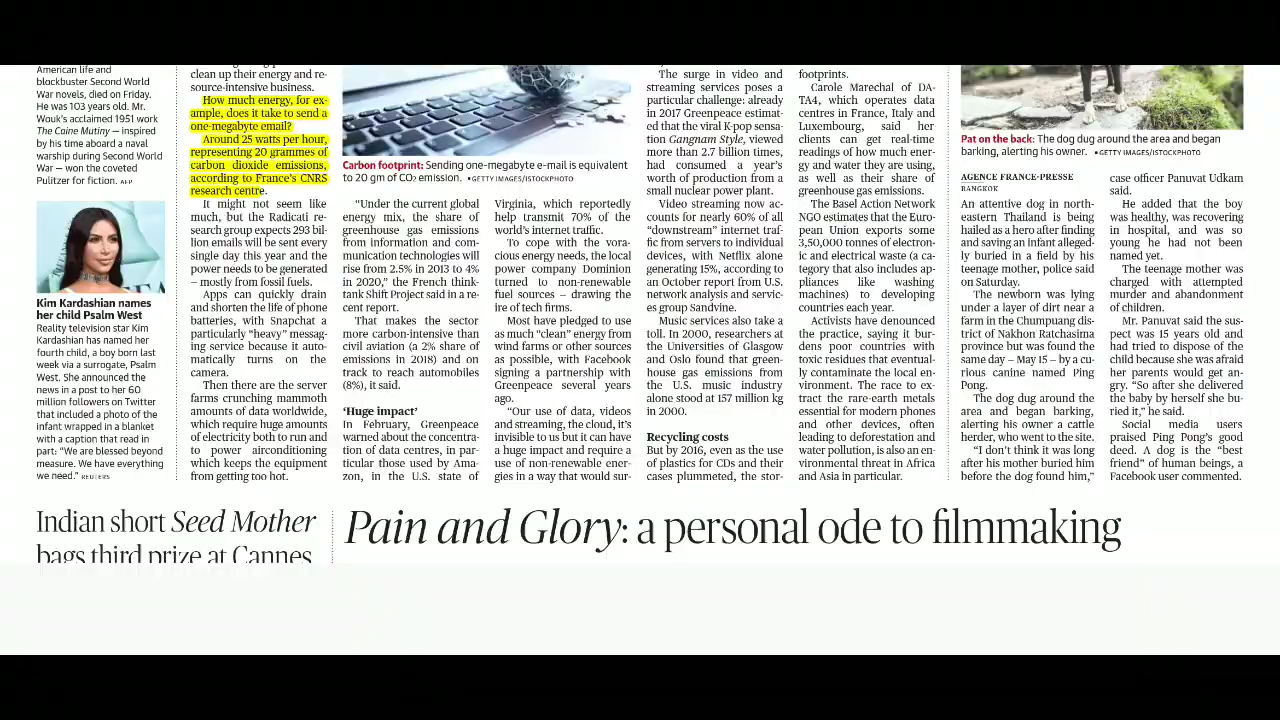 American life and
blockbuster Second World
War novels, died on Friday.
He was 103 years old. Mr.
Wouk's acclaimed 1951 work
The Caine Mutiny — inspired
by his time aboard a naval
warship during Second World
War — won the coveted
Pulitzer for fiction. AFP
Kim Kardashian names
her child Psalm West
Reality television star Kim
Kardashian has named her
fourth child, a boy born last
week via a surrogate, Psalm
West. She announced the
news in a post to her 60
million followers on Twitter
that included a photo of the
infant wrapped in a blanket
with a caption that read in
part: “We are blessed beyond
measure. We have everything
we need.” REUTERS
clean up their energy and re-
source-intensive business.
How much energy, for ex-
ample, does it take to send a
one-megabyte email?
Around 25 watts per hour,
representing 20 grammes of
carbon dioxide emissions,
according to France's CNRS
research centre.
It might not seem like
much, but the Radicati re-
search group expects 293 bil-
lion emails will be sent every
single day this year and the
power needs to be generated
– mostly from fossil fuels.
Apps can quickly drain
and shorten the life of phone
batteries, with Snapchat a
particularly “heavy” messag-
ing service because it auto-
matically turns on the
camera.
Then there are the server
farms crunching mammoth
amounts of data worldwide,
which require huge amounts
of electricity both to run and
to power airconditioning
which keeps the equipment
from getting too hot.
Carbon footprint: Sending one-megabyte e-mail is equivalent
to 20 gm of CO2 emission. ▪GETTY IMAGES/ISTOCKPHOTO
“Under the current global
energy mix, the share of
greenhouse gas emissions
from information and com-
munication technologies will
rise from 2.5% in 2013 to 4%
in 2020,” the French think-
tank Shift Project said in a re-
cent report.
That makes the sector
more carbon-intensive than
civil aviation (a 2% share of
emissions in 2018) and on
track to reach automobiles
(8%), it said.
‘Huge impact’
In February, Greenpeace
warned about the concentra-
tion of data centres, in par-
ticular those used by Ama-
zon, in the U.S. state of
Virginia, which reportedly
help transmit 70% of the
world's internet traffic.
To cope with the vora-
cious energy needs, the local
power company Dominion
turned to non-renewable
fuel sources – drawing the
ire of tech firms.
Most have pledged to use
as much “clean” energy from
wind farms or other sources
as possible, with Facebook
signing a partnership with
Greenpeace several years
ago.
“Our use of data, videos
and streaming, the cloud, it's
invisible to us but it can have
a huge impact and require a
use of non-renewable ener-
gies in a way that would sur-
The surge in video and
streaming services poses a
particular challenge: already
in 2017 Greenpeace estimat-
ed that the viral K-pop sensa-
tion Gangnam Style, viewed
more than 2.7 billion times,
had consumed a year's
worth of production from a
small nuclear power plant.
Video streaming now ac-
counts for nearly 60% of all
“downstream” internet traf-
fic from servers to individual
devices, with Netflix alone
generating 15%, according to
an October report from U.S.
network analysis and servic-
es group Sandvine.
Music services also take a
toll. In 2000, researchers at
the Universities of Glasgow
and Oslo found that green-
house gas emissions from
the U.S. music industry
alone stood at 157 million kg
in 2000.
Recycling costs
But by 2016, even as the use
of plastics for CDs and their
cases plummeted, the stor-
footprints.
Carole Marechal of DA-
TA4, which operates data
centres in France, Italy and
Luxembourg, said her
clients can get real-time
readings of how much ener-
gy and water they are using,
as well as their share of
greenhouse gas emissions.
The Basel Action Network
NGO estimates that the Euro-
pean Union exports some
3,50,000 tonnes of electron-
ic and electrical waste (a ca-
tegory that also includes ap-
pliances like washing
machines) to developing
countries each year.
Activists have denounced
the practice, saying it bur-
dens poor countries with
toxic residues that eventual-
ly contaminate the local en-
vironment. The race to ex-
tract the rare-earth metals
essential for modern phones
and other devices, often
leading to deforestation and
water pollution, is also an en-
vironmental threat in Africa
and Asia in particular.
Pat on the back: The dog dug around the area and began
barking, alerting his owner. ▪GETTY IMAGES/ISTOCKPHOTO
AGENCE FRANCE-PRESSE
BANGKOK
An attentive dog in north-
eastern Thailand is being
hailed as a hero after finding
and saving an infant alleged-
ly buried in a field by his
teenage mother, police said
on Saturday.
The newborn was lying
under a layer of dirt near a
farm in the Chumpuang dis-
trict of Nakhon Ratchasima
province but was found the
same day – May 15 – by a cu-
rious canine named Ping
Pong.
The dog dug around the
area and began barking,
alerting his owner a cattle
herder, who went to the site.
“I don't think it was long
after his mother buried him
before the dog found him,”
case officer Panuvat Udkam
said.
He added that the boy
was healthy, was recovering
in hospital, and was so
young he had not been
named yet.
The teenage mother was
charged with attempted
murder and abandonment
of children.
Mr. Panuvat said the sus-
pect was 15 years old and
had tried to dispose of the
child because she was afraid
her parents would get an-
gry. “So after she delivered
the baby by herself she bu-
ried it,” he said.
Social media users
praised Ping Pong's good
deed. A dog is the “best
friend” of human beings, a
Facebook user commented.
Indian short Seed Mother
bags third prize at Cannes
Pain and Glory: a personal ode to filmmaking